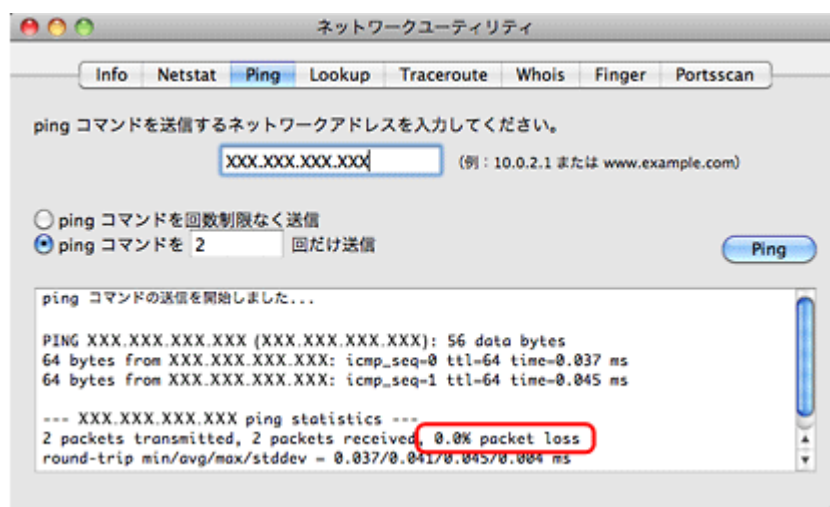 ネットワークユーティリティ
Info Netstat Ping Lookup Traceroute Whois Finger Portsscan
ping コマンドを送信するネットワークアドレスを入力してください。
XXX.XXX.XXX.XXX (例：10.0.2.1 または www.example.com)
ping コマンドを回数制限なく送信
ping コマンドを 2 回だけ送信
Ping
ping コマンドの送信を開始しました...
PING XXX.XXX.XXX.XXX (XXX.XXX.XXX.XXX): 56 data bytes
64 bytes from XXX.XXX.XXX.XXX: icmp_seq=0 ttl=64 time=0.037 ms
64 bytes from XXX.XXX.XXX.XXX: icmp_seq=1 ttl=64 time=0.045 ms
--- XXX.XXX.XXX.XXX ping statistics ---
2 packets transmitted, 2 packets received, 0.0% packet loss
round-trip min/avg/max/stddev = 0.037/0.041/0.045/0.004 ms